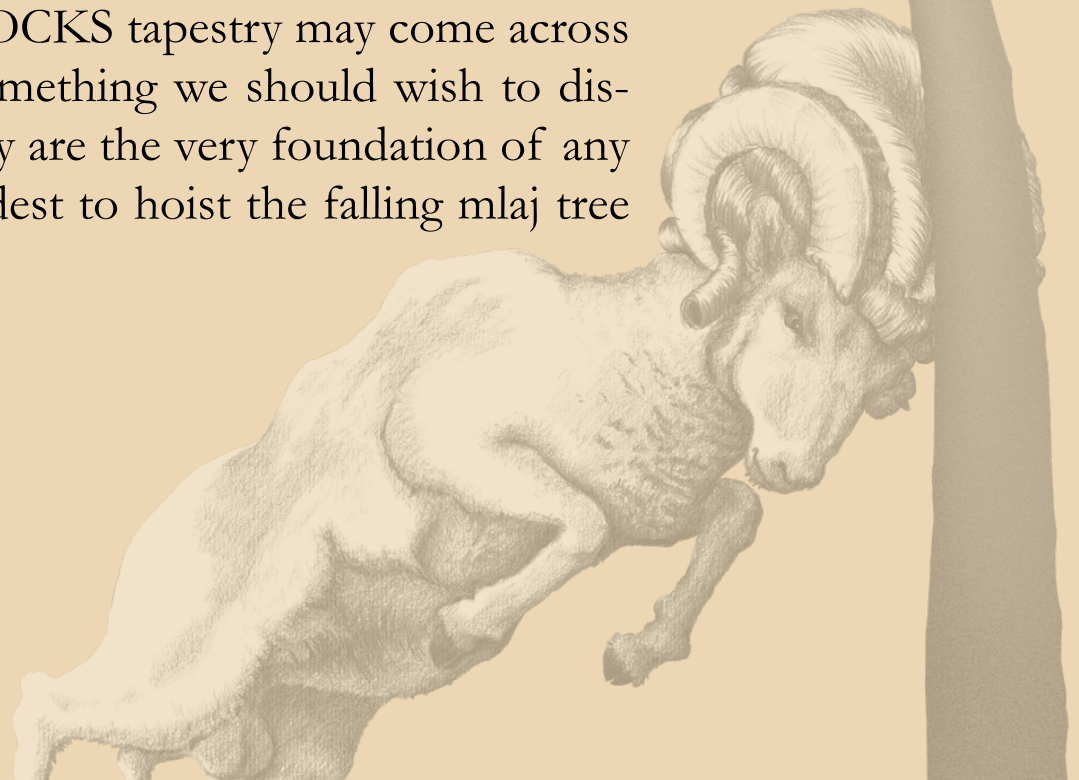 OCKS tapestry may come across
mething we should wish to dis-
y are the very foundation of any
dest to hoist the falling mlaj tree